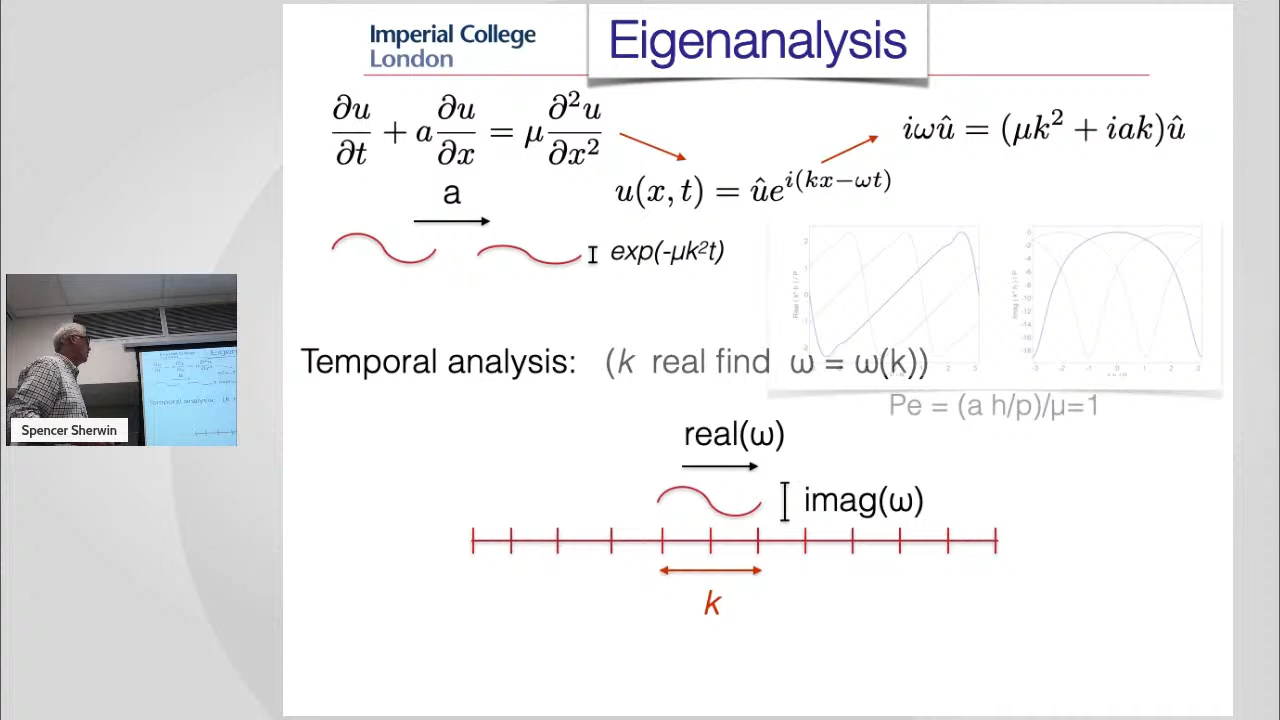 Imperial College
London
Eigenanalysis
∂u/∂t + a ∂u/∂x = μ ∂²u/∂x²
iωû = (μk² + iak)û
u(x, t) = ûe^{i(kx−ωt)}
a
exp(-μk²t)
Temporal analysis: (k real find ω = ω(k))
Pe = (a h/p)/μ=1
real(ω)
imag(ω)
k
Spencer Sherwin